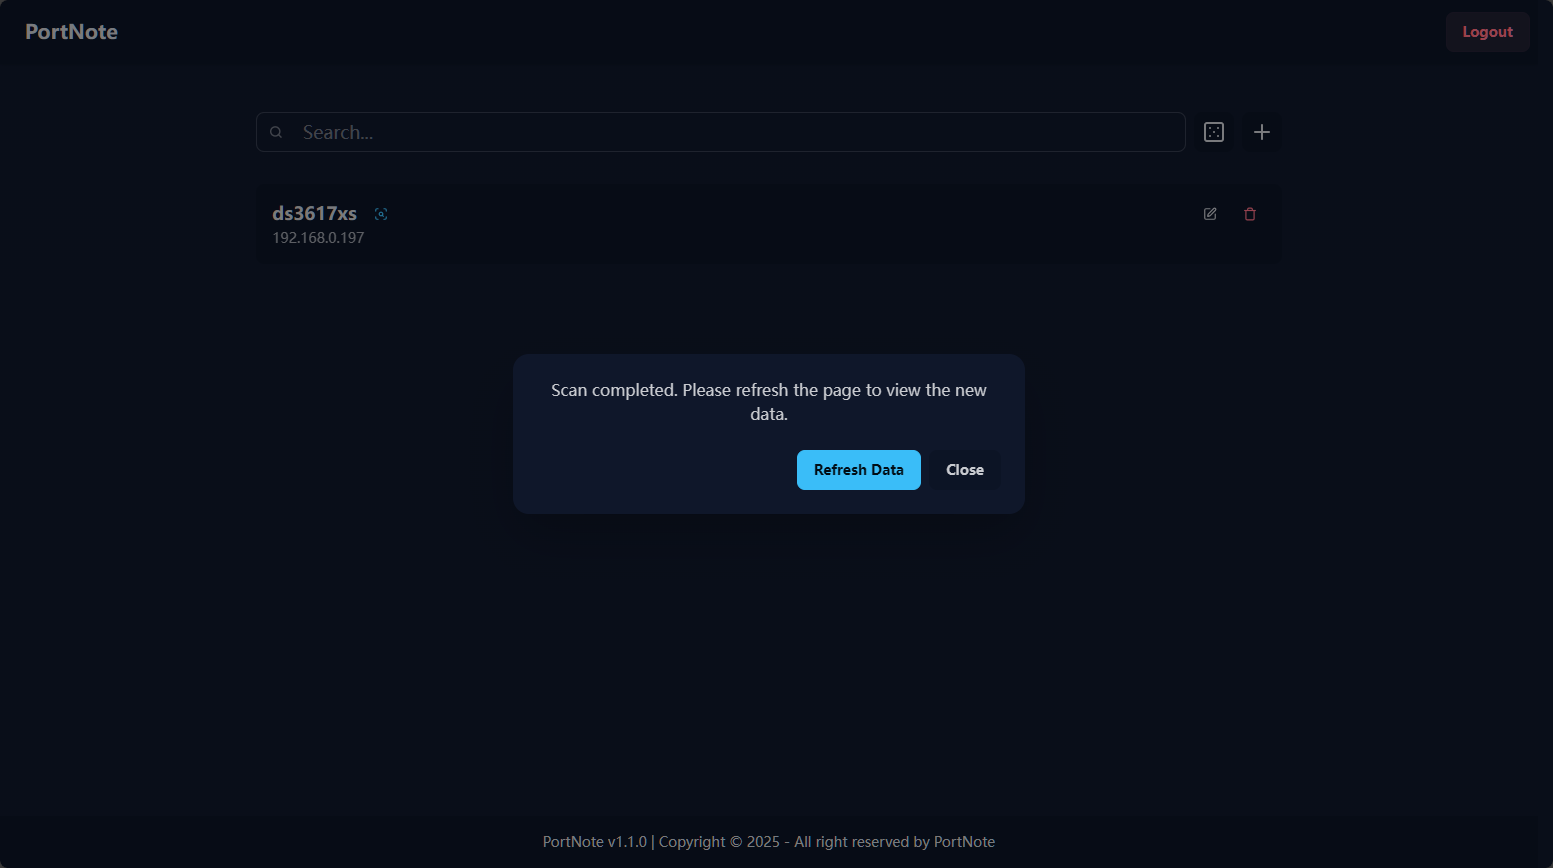 PortNote
Logout
Search...
ds3617xs
192.168.0.197
Scan completed. Please refresh the page to view the new
data.
Refresh Data
Close
PortNote v1.1.0 | Copyright © 2025 - All right reserved by PortNote